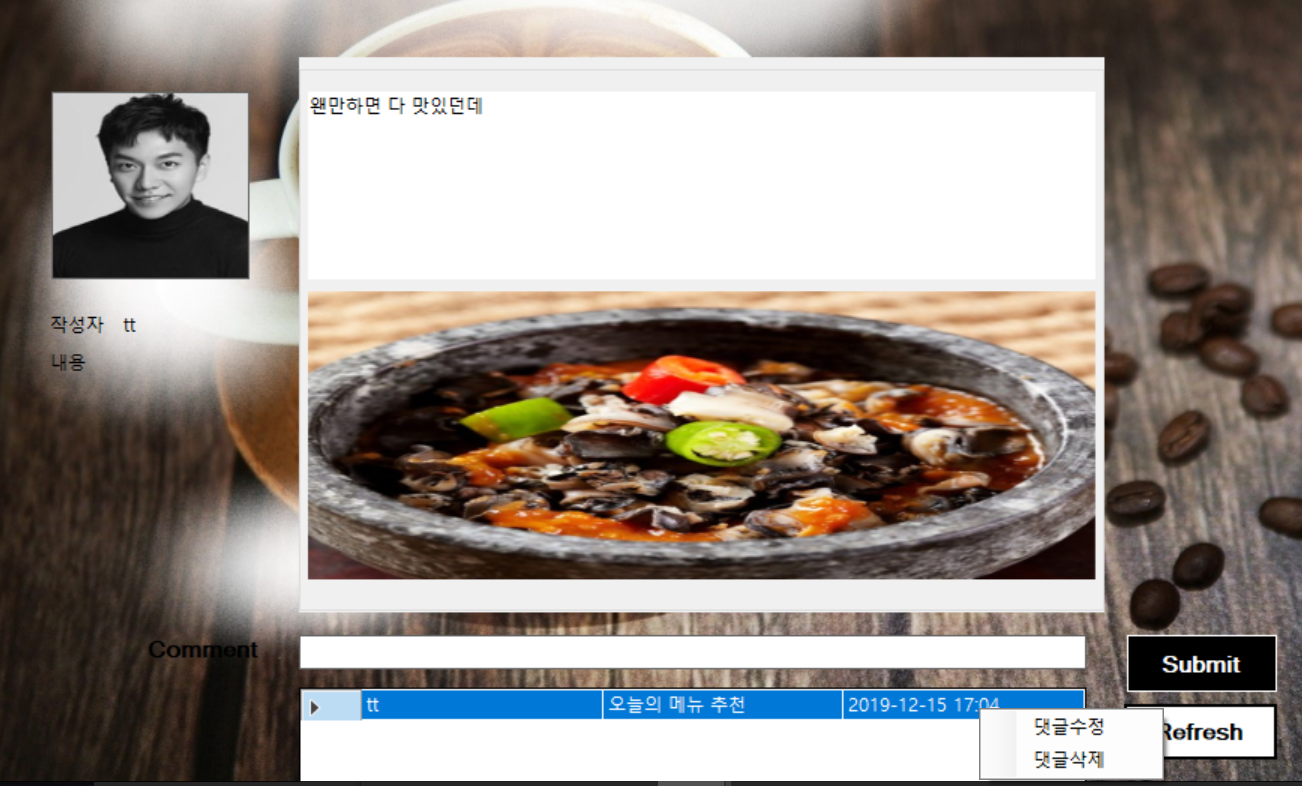 왠만하면 다 맛있던데
작성자 tt
내용
Comment
Submit
tt 오늘의 메뉴 추천 2019-12-15 17:04
Refresh
댓글수정
댓글삭제